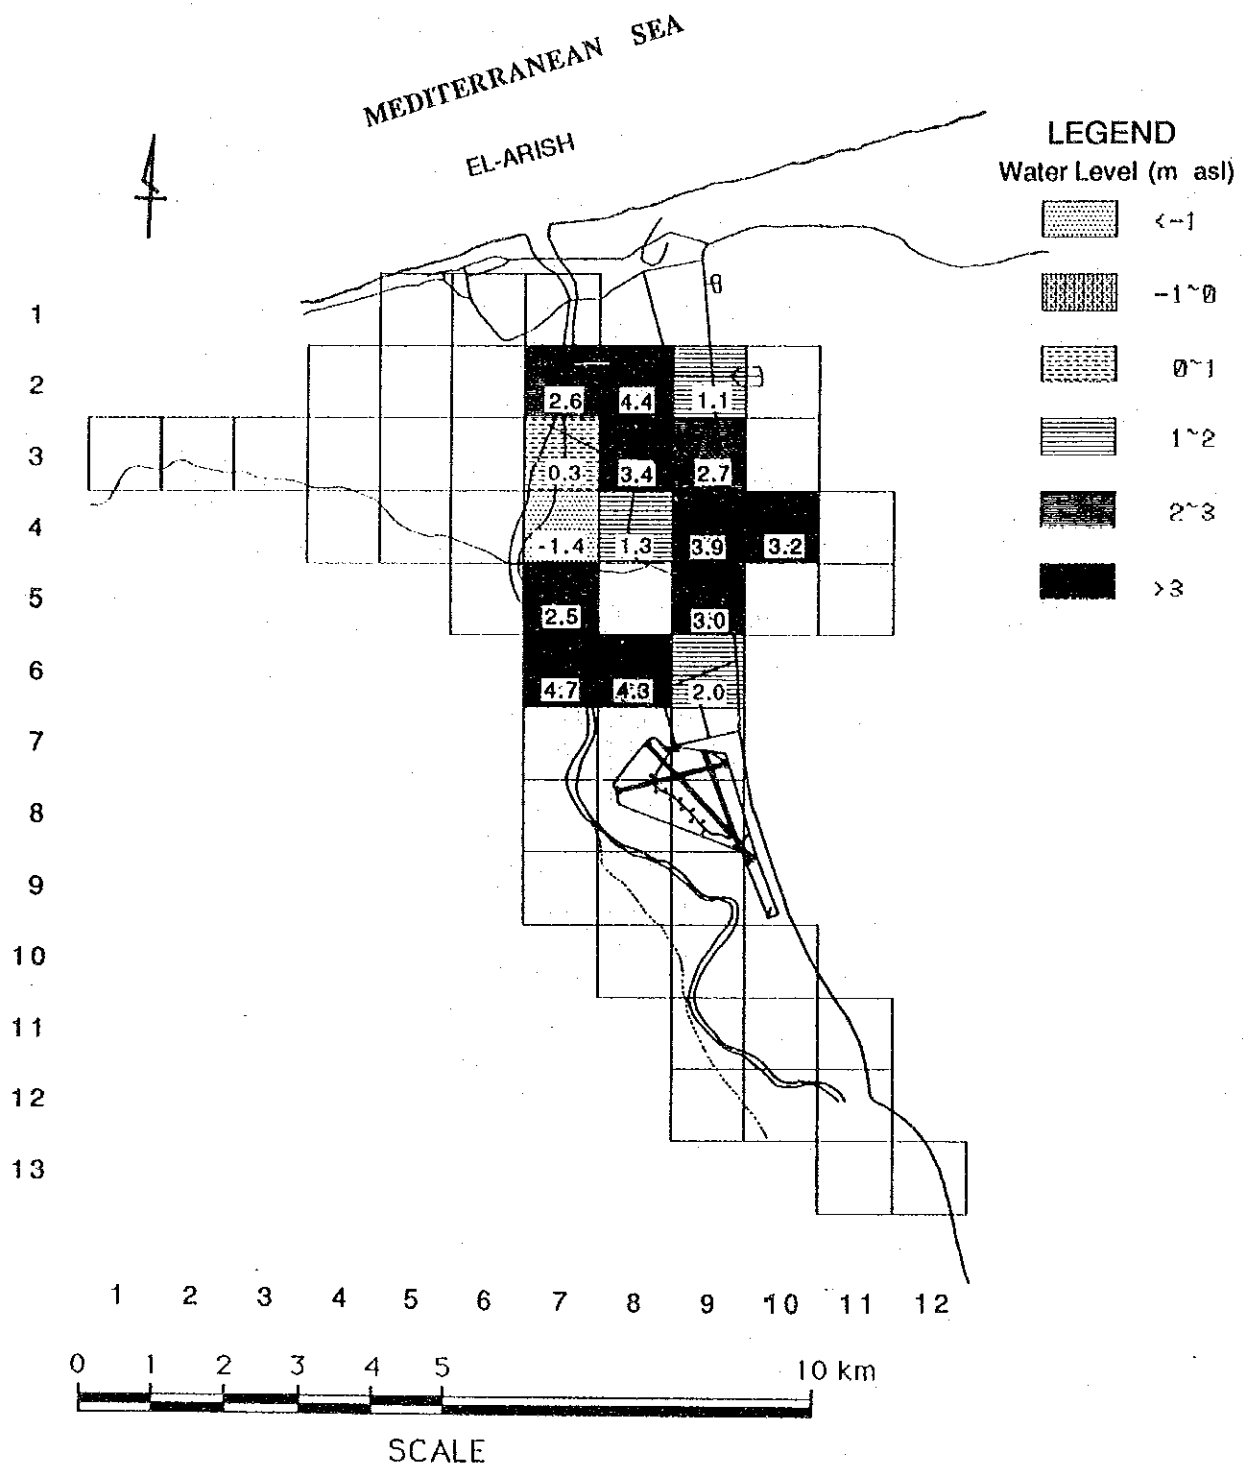 MEDITERRANEAN SEA
EL-ARISH
LEGEND
Water Level (m asl)
<-1
-1~0
0~1
1~2
2~3
>3
1
2
2.6 4.4 1.1
3
0.3 3.4 2.7
4
-1.4 1.3 3.9 3.2
5
2.5 3.0
6
4.7 4.3 2.0
7
8
9
10
11
12
13
1 2 3 4 5 6 7 8 9 10 11 12
0 1 2 3 4 5 10 km
SCALE